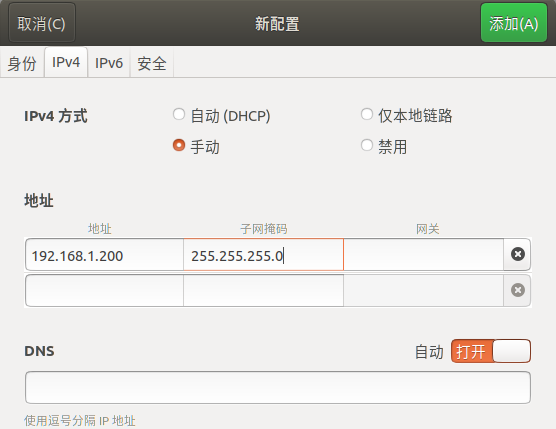 取消(C) 新配置 添加(A)
身份 IPv4 IPv6 安全
IPv4 方式 自动 (DHCP) 仅本地链路
手动 禁用
地址
地址 子网掩码 网关
192.168.1.200 255.255.255.0
DNS 自动 打开
使用逗号分隔 IP 地址